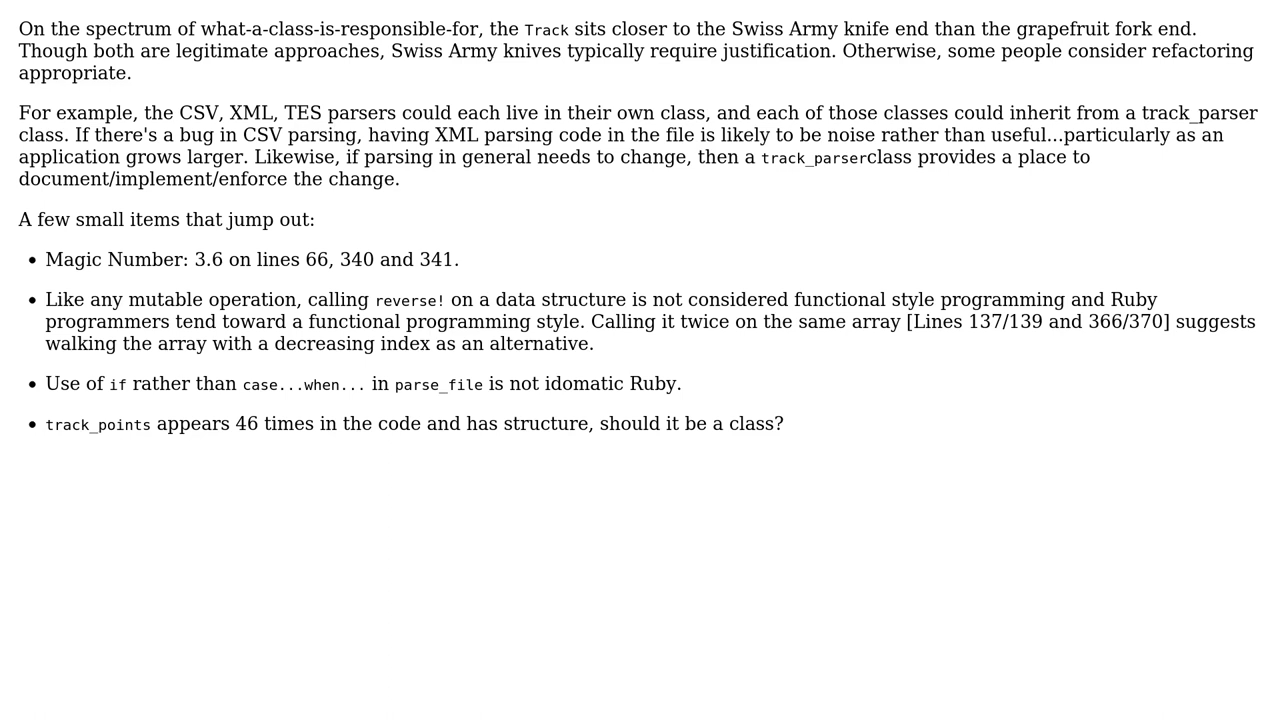 On the spectrum of what-a-class-is-responsible-for, the Track sits closer to the Swiss Army knife end than the grapefruit fork end.
Though both are legitimate approaches, Swiss Army knives typically require justification. Otherwise, some people consider refactoring
appropriate.
For example, the CSV, XML, TES parsers could each live in their own class, and each of those classes could inherit from a track_parser
class. If there's a bug in CSV parsing, having XML parsing code in the file is likely to be noise rather than useful...particularly as an
application grows larger. Likewise, if parsing in general needs to change, then a track_parserclass provides a place to
document/implement/enforce the change.
A few small items that jump out:
• Magic Number: 3.6 on lines 66, 340 and 341.
• Like any mutable operation, calling reverse! on a data structure is not considered functional style programming and Ruby
programmers tend toward a functional programming style. Calling it twice on the same array [Lines 137/139 and 366/370] suggests
walking the array with a decreasing index as an alternative.
• Use of if rather than case...when... in parse_file is not idomatic Ruby.
• track_points appears 46 times in the code and has structure, should it be a class?